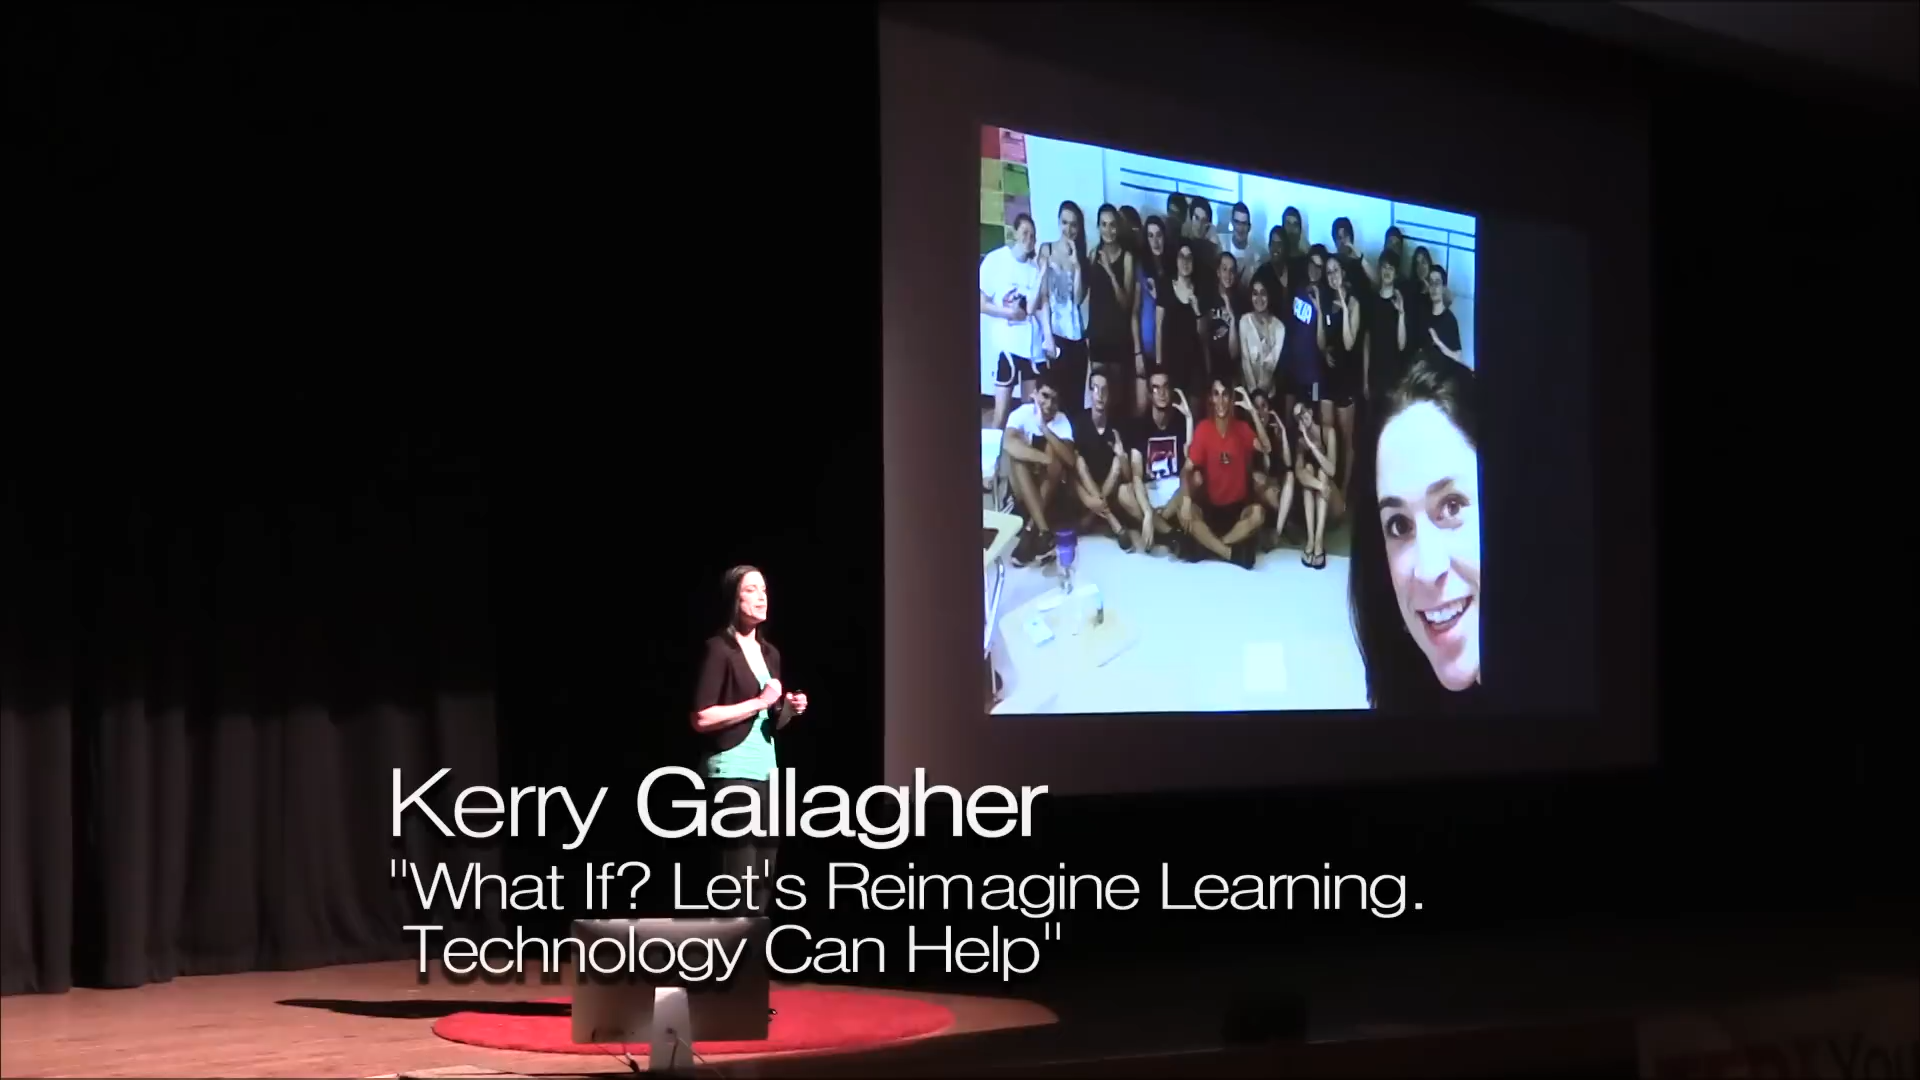 Kerry Gallagher
"What If? Let's Reimagine Learning.
Technology Can Help"